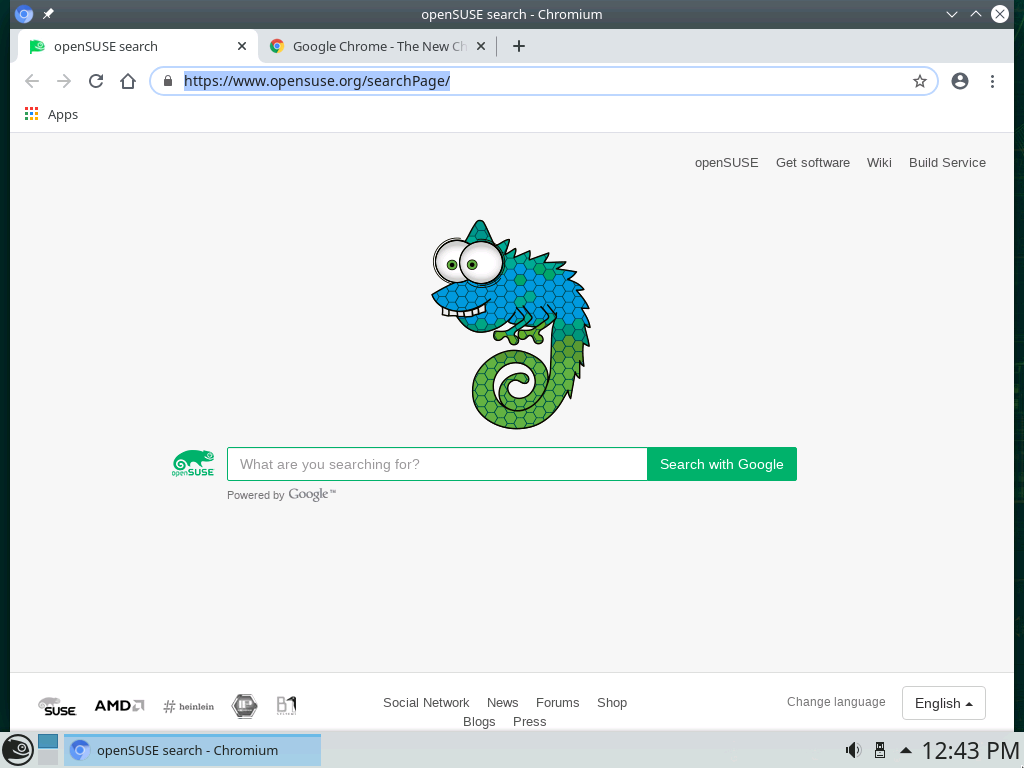 openSUSE search - Chromium
openSUSE search
Google Chrome - The New Ch
https://www.opensuse.org/searchPage/
Apps
openSUSE Get software Wiki Build Service
openSUSE
What are you searching for?
Search with Google
Powered by Google™
SUSE
AMD
# heinlein
IP
B1
Social Network News Forums Shop
Blogs Press
Change language
English
openSUSE search - Chromium
12:43 PM